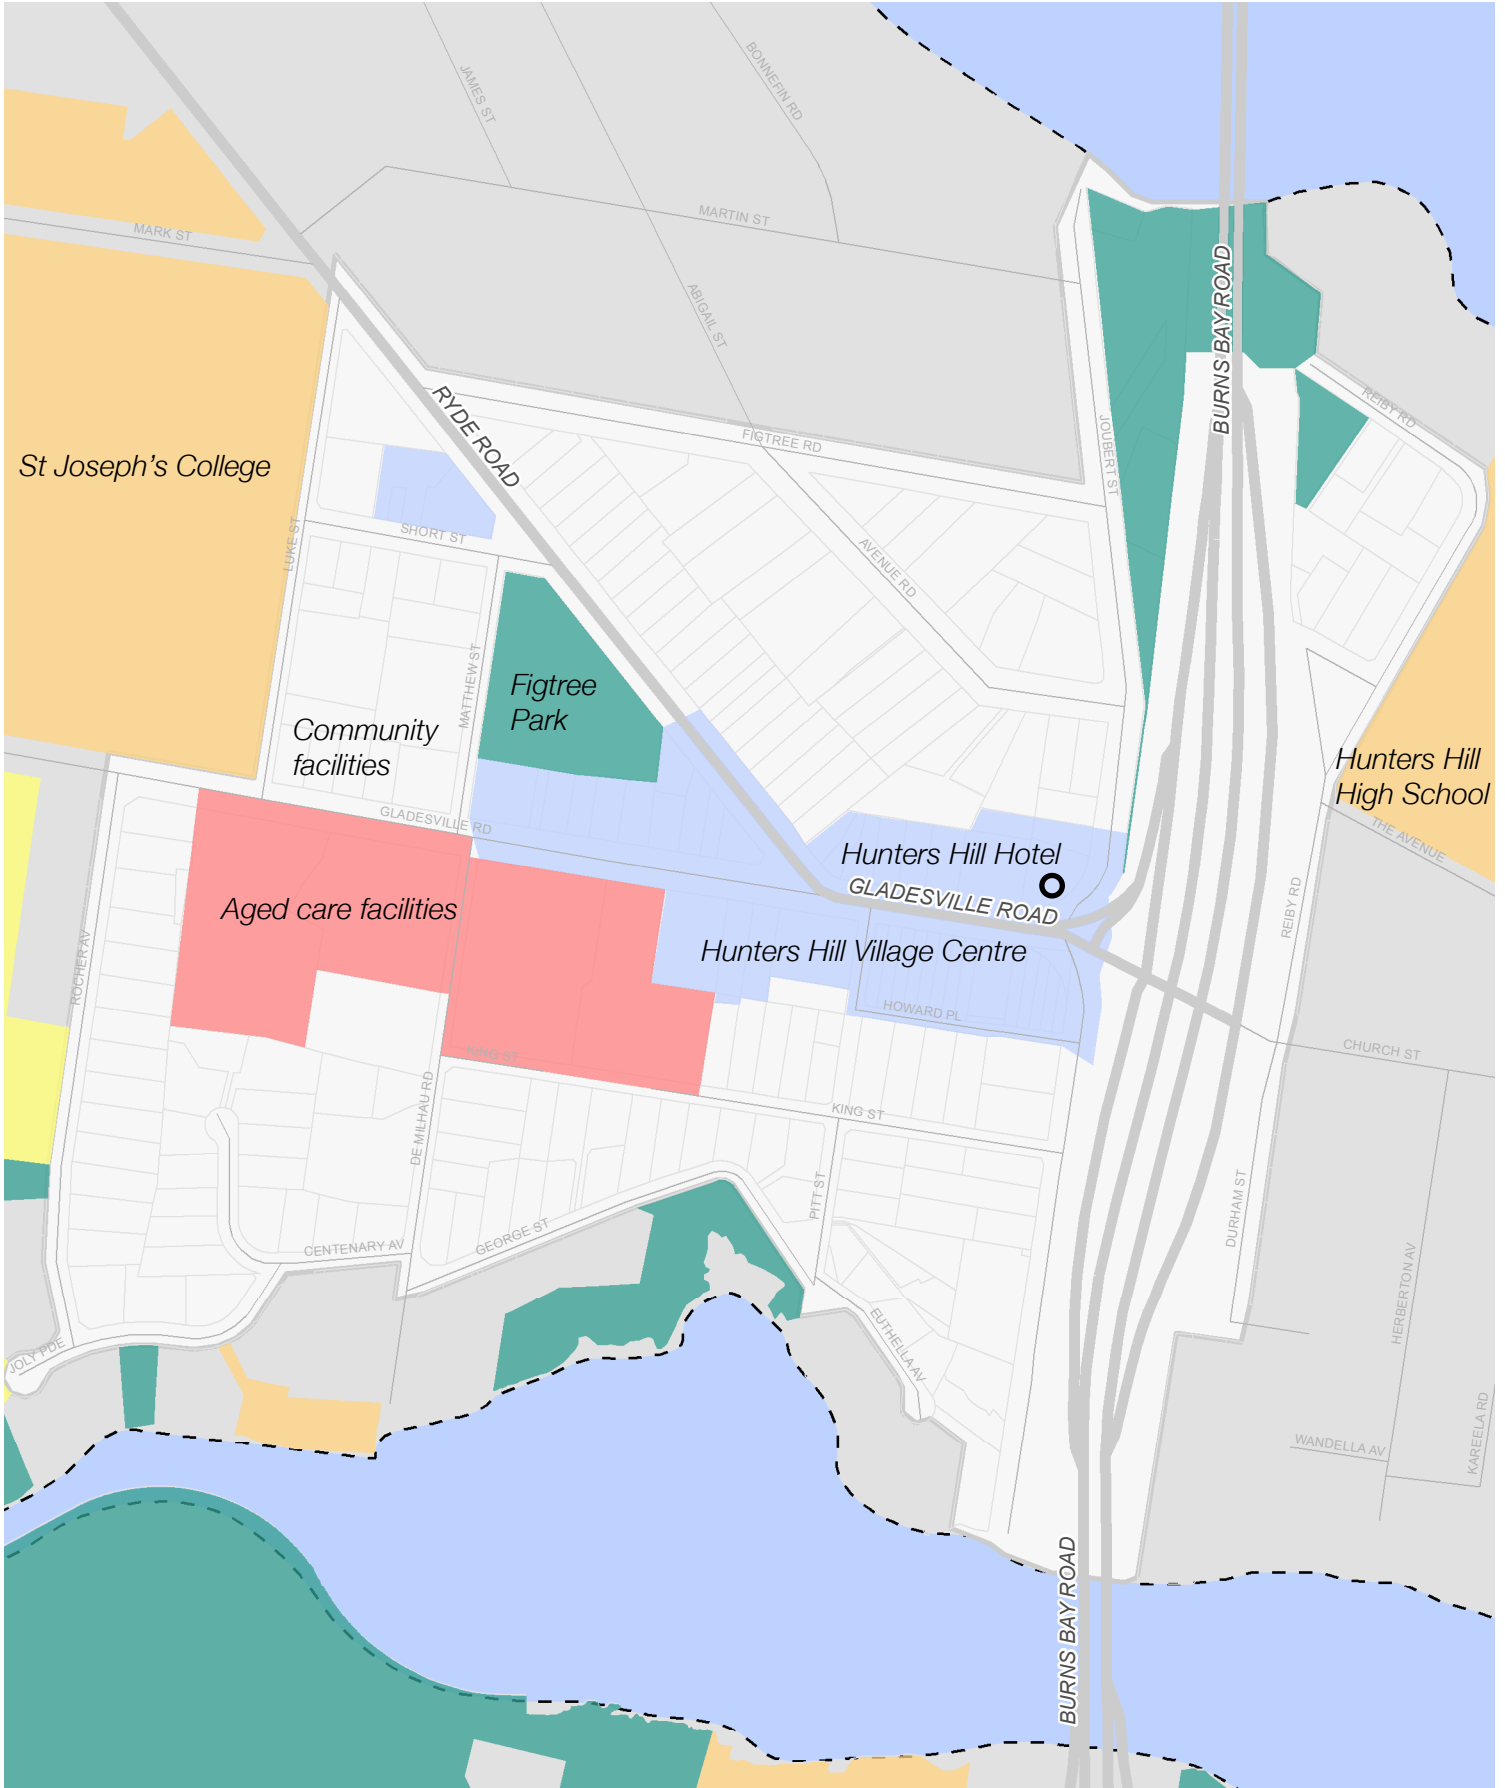 JAMES ST
BONNEFIN RD
MARK ST
MARTIN ST
ABIGAIL ST
BURNS BAY ROAD
RYDE ROAD
FIGTREE RD
JOUBERT ST
REIBY RD
St Joseph's College
LUKE ST
SHORT ST
AVENUE RD
MATTHEW ST
Figtree
Park
Community
facilities
Hunters Hill
High School
GLADESVILLE RD
THE AVENUE
Hunters Hill Hotel
GLADESVILLE ROAD
Aged care facilities
REIBY RD
Hunters Hill Village Centre
ROCHER AV
HOWARD PL
KING ST
CHURCH ST
DE MILHAU RD
KING ST
PITT ST
DURHAM ST
GEORGE ST
CENTENARY AV
HERBERTON AV
EUTHELLA AV
JOLY PDE
WANDELLA AV
KAREELA RD
BURNS BAY ROAD